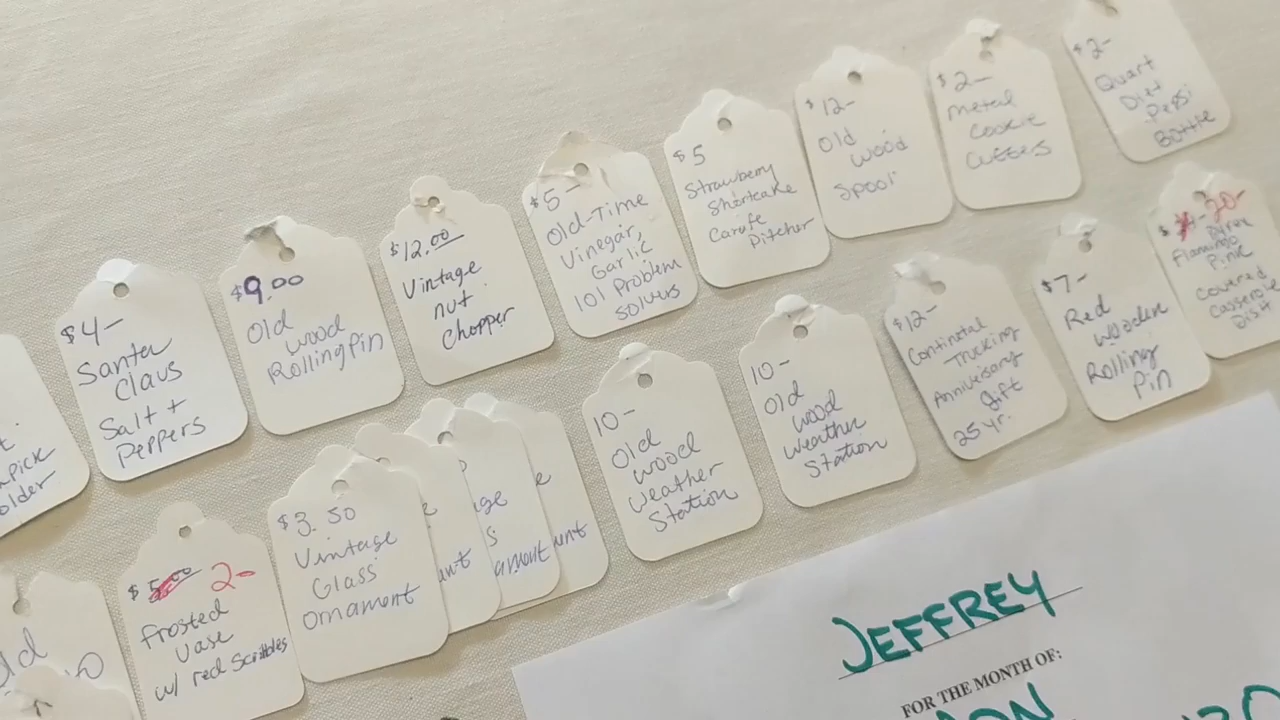 $4-
Santa
Claus
Salt +
Peppers
$9.00
Old
wood
Rolling Pin
$12.00
Vintage
nut
Chopper
$5-
Old-Time
Vinegar,
Garlic
101 Problem
Solvers
$5
Strawberry
Shortcake
Carafe
Pitcher
$12-
Old
wood
Spool
$2-
Metal
Cookie
Cutters
$2-
Quart
Diet
Pepsi
Bottle
$5.00 2-
frosted
vase
w/ red Scribbles
$3.50
Vintage
Glass
Ornament
10-
Old
wood
weather
Station
10-
Old
wood
weather
Station
$12-
Continental
Trucking
Anniversary
Gift
25 yr.
$7-
Red
wooden
Rolling
Pin
20-
Pyrex
Flamingo
Pink
Covered
Casserole
Dish
JEFFREY
FOR THE MONTH OF: